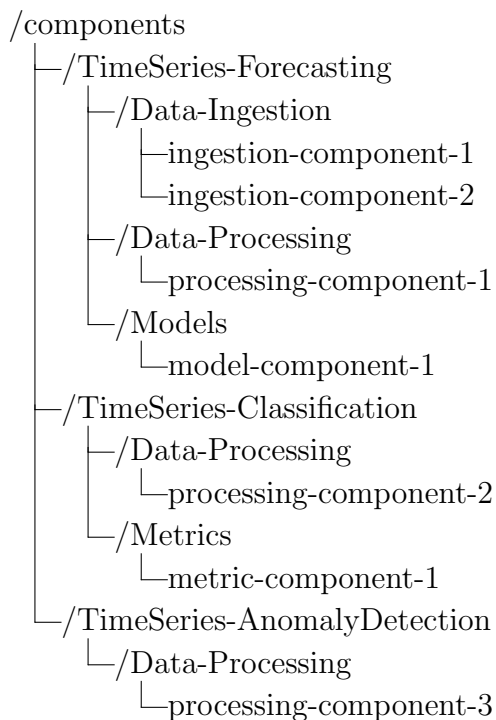 /components
/TimeSeries-Forecasting
/Data-Ingestion
ingestion-component-1
ingestion-component-2
/Data-Processing
processing-component-1
/Models
model-component-1
/TimeSeries-Classification
/Data-Processing
processing-component-2
/Metrics
metric-component-1
/TimeSeries-AnomalyDetection
/Data-Processing
processing-component-3